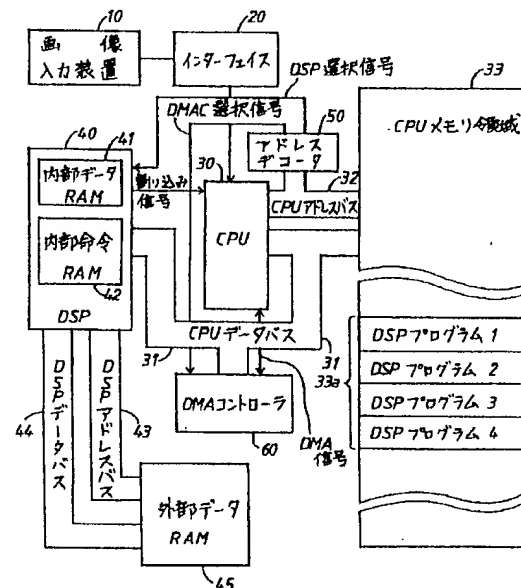 10
画像
入力装置
20
インターフェイス
DSP選択信号
DMAC選択信号
33
CPUメモリ領域
50
アドレス
デコータ
40
41
内部データ
RAM
割り込み
信号
30
CPU
32
CPUアドレスバス
内部命令
RAM
42
DSP
CPUデータバス
31
31
33a
DSPプログラム1
DSPプログラム2
DSPプログラム3
DSPプログラム4
DMAコントローラ
60
DMA
信号
44
DSPデータバス
DSPアドレスバス
43
外部データ
RAM
45